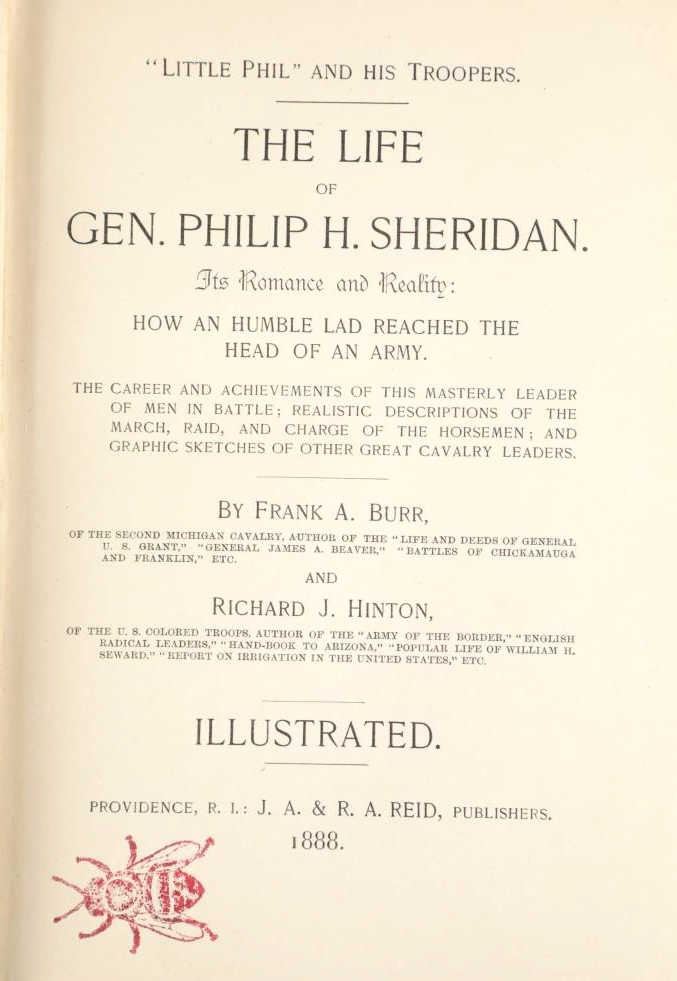 "LITTLE PHIL" AND HIS TROOPERS.
THE LIFE
OF
GEN. PHILIP H. SHERIDAN.
Its Romance and Reality:
HOW AN HUMBLE LAD REACHED THE
HEAD OF AN ARMY.
THE CAREER AND ACHIEVEMENTS OF THIS MASTERLY LEADER
OF MEN IN BATTLE; REALISTIC DESCRIPTIONS OF THE
MARCH, RAID, AND CHARGE OF THE HORSEMEN; AND
GRAPHIC SKETCHES OF OTHER GREAT CAVALRY LEADERS.
BY FRANK A. BURR,
OF THE SECOND MICHIGAN CAVALRY, AUTHOR OF THE "LIFE AND DEEDS OF GENERAL
U. S. GRANT," "GENERAL JAMES A. BEAVER," "BATTLES OF CHICKAMAUGA
AND FRANKLIN," ETC.
AND
RICHARD J. HINTON,
OF THE U. S. COLORED TROOPS, AUTHOR OF THE "ARMY OF THE BORDER," "ENGLISH
RADICAL LEADERS," "HAND-BOOK TO ARIZONA," "POPULAR LIFE OF WILLIAM H.
SEWARD," "REPORT ON IRRIGATION IN THE UNITED STATES," ETC.
ILLUSTRATED.
PROVIDENCE, R. I.: J. A. & R. A. REID, PUBLISHERS.
1888.